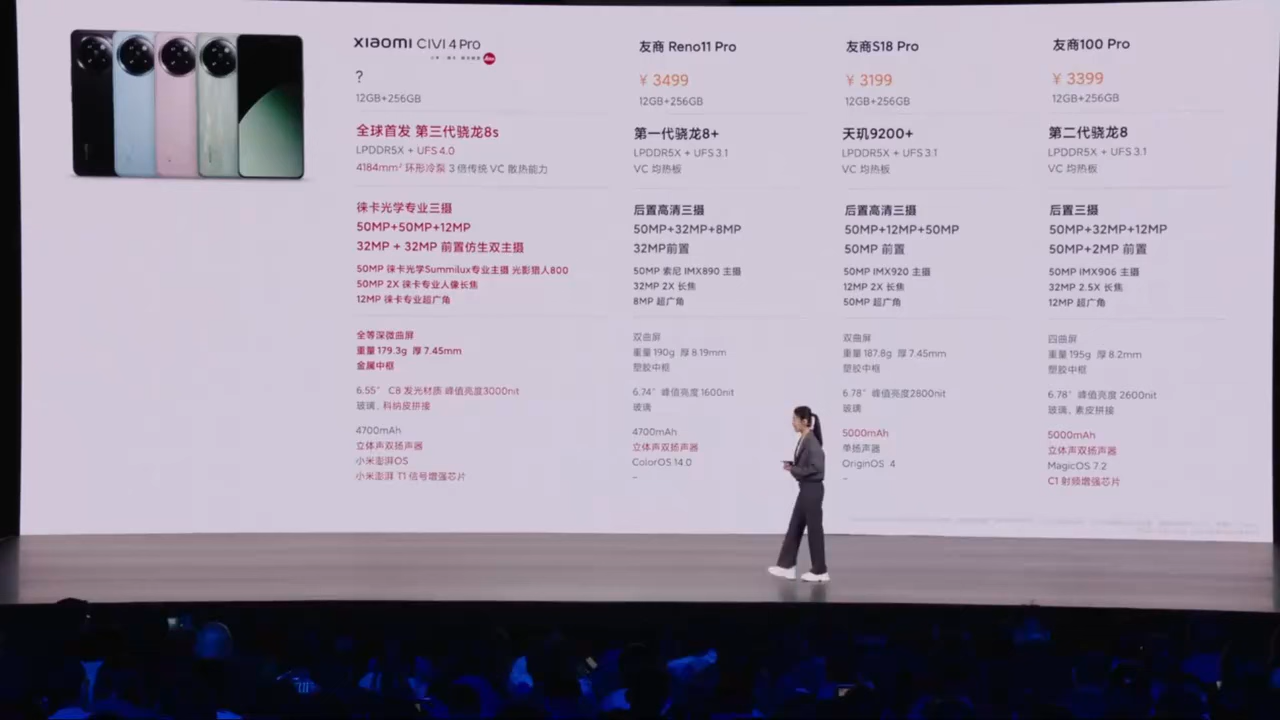 xiaomi CIVI 4 Pro
?
12GB+256GB
全球首发 第三代骁龙8s
LPDDR5X + UFS 4.0
4184mm² 环形冷泵 3 倍传统 VC 散热能力
徕卡光学专业三摄
50MP+50MP+12MP
32MP + 32MP 前置仿生双主摄
50MP 徕卡光学Summilux专业主摄 光影猎人800
50MP 2X 徕卡专业人像长焦
12MP 徕卡专业超广角
全等深微曲屏
重量 179.3g 厚 7.45mm
金属中框
6.55" C8 发光材质 峰值亮度3000nit
玻璃、科纳皮拼接
4700mAh
立体声双扬声器
小米澎湃OS
小米澎湃 T1 信号增强芯片
友商 Reno11 Pro
¥ 3499
12GB+256GB
第一代骁龙8+
LPDDR5X + UFS 3.1
VC 均热板
后置高清三摄
50MP+32MP+8MP
32MP前置
50MP 索尼 IMX890 主摄
32MP 2X 长焦
8MP 超广角
双曲屏
重量 190g 厚 8.19mm
塑胶中框
6.74" 峰值亮度 1600nit
玻璃
4700mAh
立体声双扬声器
ColorOS 14.0
-
友商S18 Pro
¥ 3199
12GB+256GB
天玑9200+
LPDDR5X + UFS 3.1
VC 均热板
后置高清三摄
50MP+12MP+50MP
50MP 前置
50MP IMX920 主摄
12MP 2X 长焦
50MP 超广角
双曲屏
重量 187.8g 厚 7.45mm
塑胶中框
6.78" 峰值亮度2800nit
玻璃
5000mAh
单扬声器
OriginOS 4
-
友商100 Pro
¥ 3399
12GB+256GB
第二代骁龙8
LPDDR5X + UFS 3.1
VC 均热板
后置三摄
50MP+32MP+12MP
50MP+2MP 前置
50MP IMX906 主摄
32MP 2.5X 长焦
12MP 超广角
四曲屏
重量 195g 厚 8.2mm
塑胶中框
6.78" 峰值亮度 2600nit
玻璃、素皮拼接
5000mAh
立体声双扬声器
MagicOS 7.2
C1 射频增强芯片